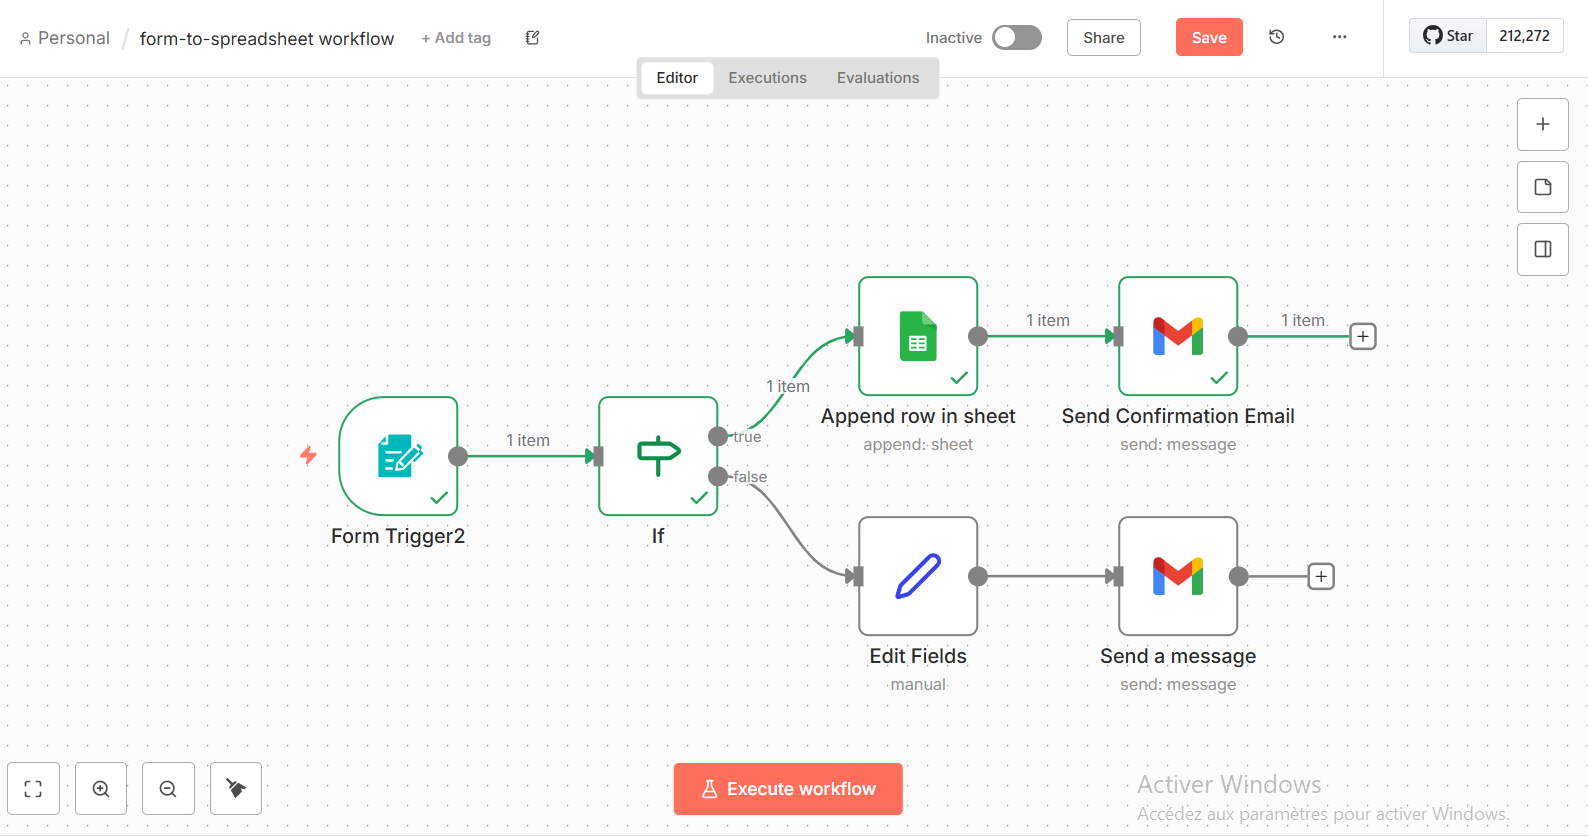 Personal / form-to-spreadsheet workflow + Add tag Inactive Share Save Star 212,272
Editor Executions Evaluations
1 item 1 item
1 item
Append row in sheet Send Confirmation Email
append: sheet send: message
1 item true
false
Form Trigger2 If
Edit Fields Send a message
manual send: message
Execute workflow
Activer Windows
Accédez aux paramètres pour activer Windows.